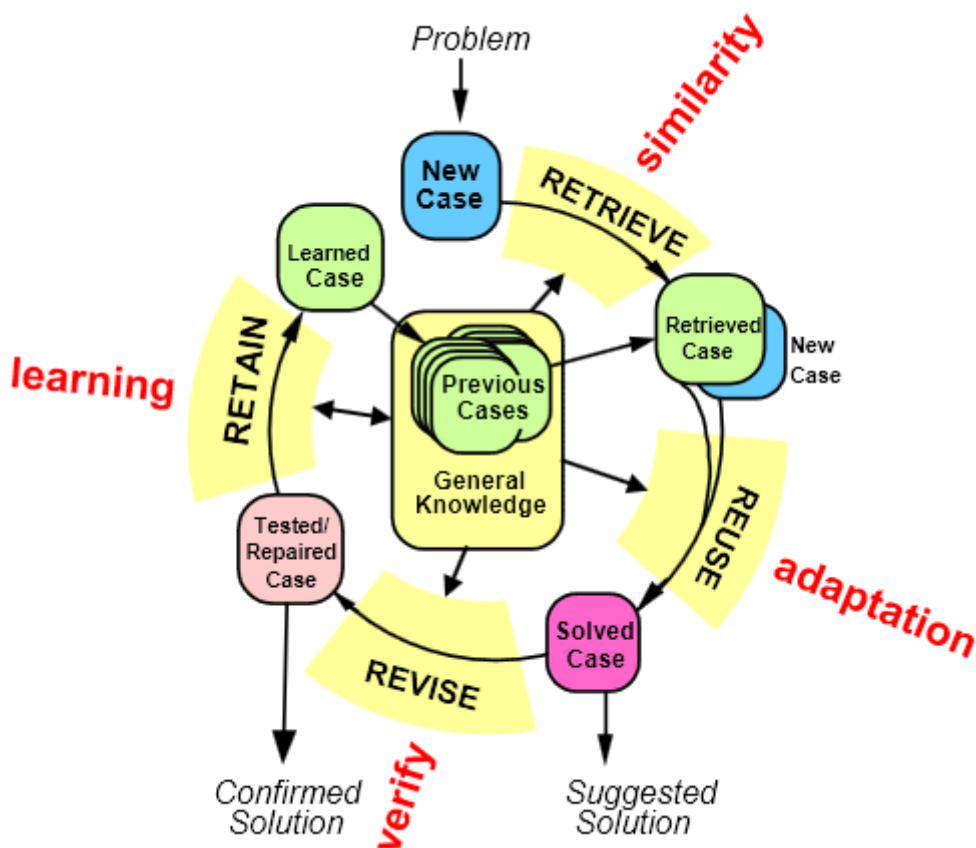 Problem
similarity
New
Case
RETRIEVE
Learned
Case
Retrieved
Case
New
Case
Previous
Cases
General
Knowledge
learning
RETAIN
REUSE
adaptation
Tested/
Repaired
Case
Solved
Case
REVISE
verify
Confirmed
Solution
Suggested
Solution